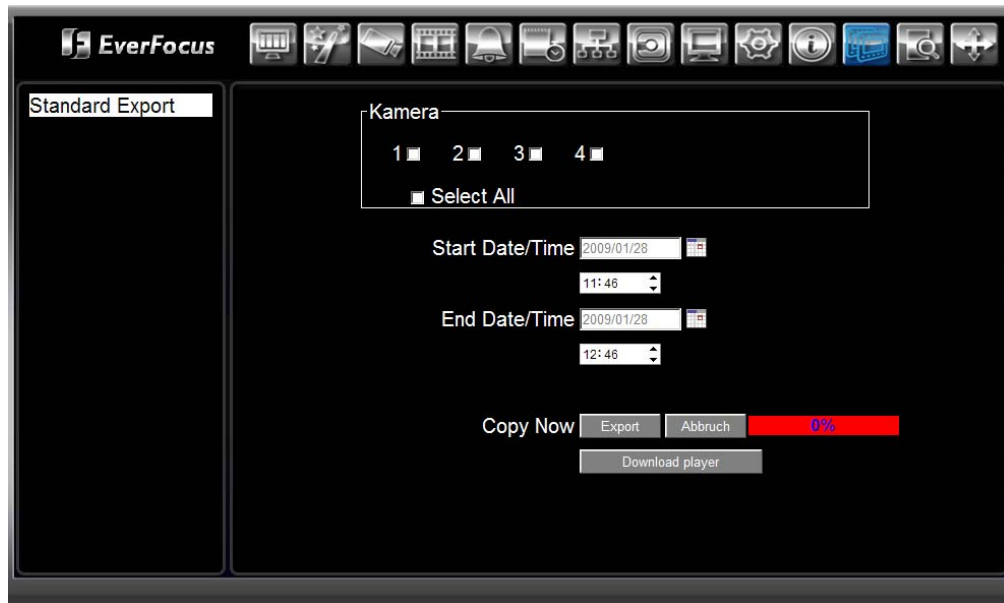 EverFocus
Standard Export
Kamera
1 2 3 4
Select All
Start Date/Time 2009/01/28
11:46
End Date/Time 2009/01/28
12:46
Copy Now Export Abbruch 0%
Download player